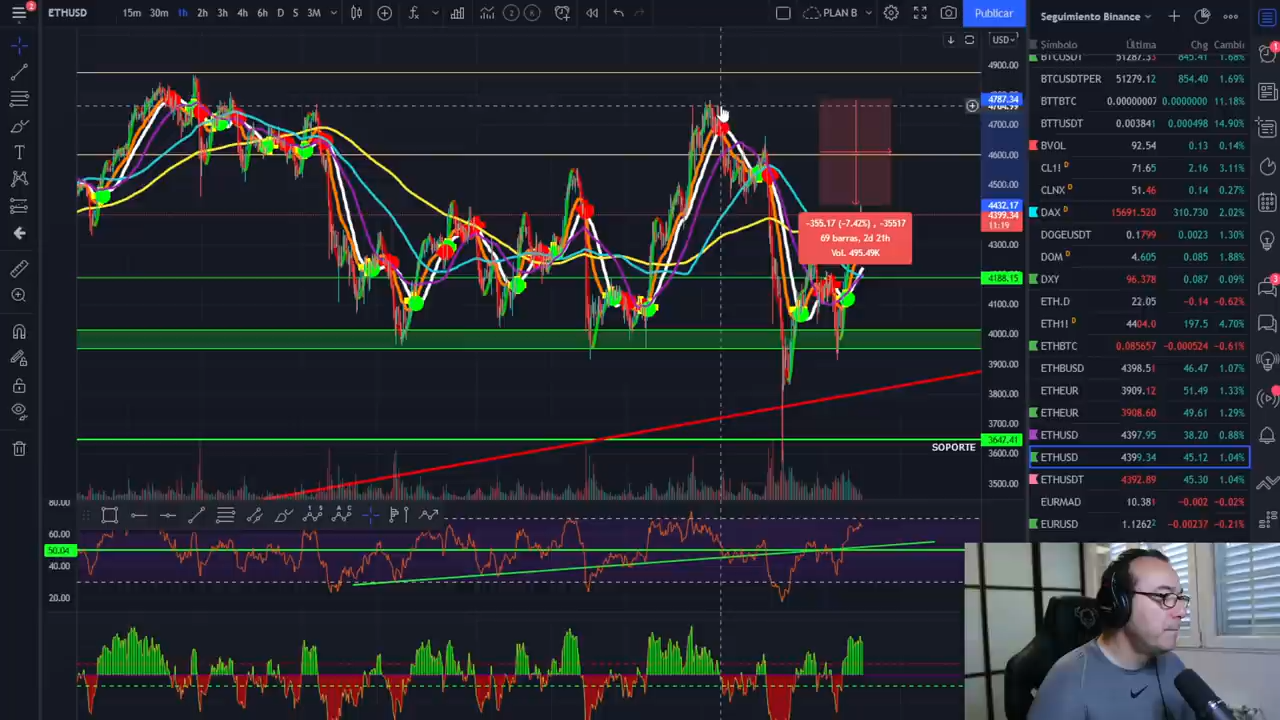 2
ETHUSD 15m 30m 1h 2h 3h 4h 6h D S 3M
PLAN B
Publicar
Seguimiento Binance
USD
4900.00
4787.34
4700.00
4600.00
4500.00
4432.17
4399.34
11:19
4300.00
4188.15
4100.00
4000.00
3900.00
3800.00
3700.00
3647.41
3600.00
3500.00
-355.17 (-7.42%) , -35517
69 barras, 2d 21h
Vol. 495.49K
SOPORTE
80.00
60.00
50.04
40.00
20.00
Símbolo Última Chg Cambi
BTCUSDT 51287.33 845.41 1.68%
BTCUSDTPER 51279.12 854.40 1.69%
BTTBTC 0.00000007 0.0000000 11.18%
BTTUSDT 0.003841 0.000498 14.90%
BVOL 92.54 0.13 0.14%
CL1! D 71.65 2.16 3.11%
CLNX D 51.46 0.14 0.27%
DAX D 15691.520 310.730 2.02%
DOGEUSDT 0.1799 0.0023 1.30%
DOM D 4.605 0.085 1.88%
DXY 96.378 0.087 0.09%
ETH.D 22.05 -0.14 -0.62%
ETH1! D 4404.0 197.5 4.70%
ETHBTC 0.085657 -0.000524 -0.61%
ETHBUSD 4398.51 46.47 1.07%
ETHEUR 3909.12 51.49 1.33%
ETHEUR 3908.60 49.61 1.29%
ETHUSD 4397.95 38.20 0.88%
ETHUSD 4399.34 45.12 1.04%
ETHUSDT 4392.89 45.30 1.04%
EURMAD 10.381 -0.002 -0.02%
EURUSD 1.12622 -0.00237 -0.21%